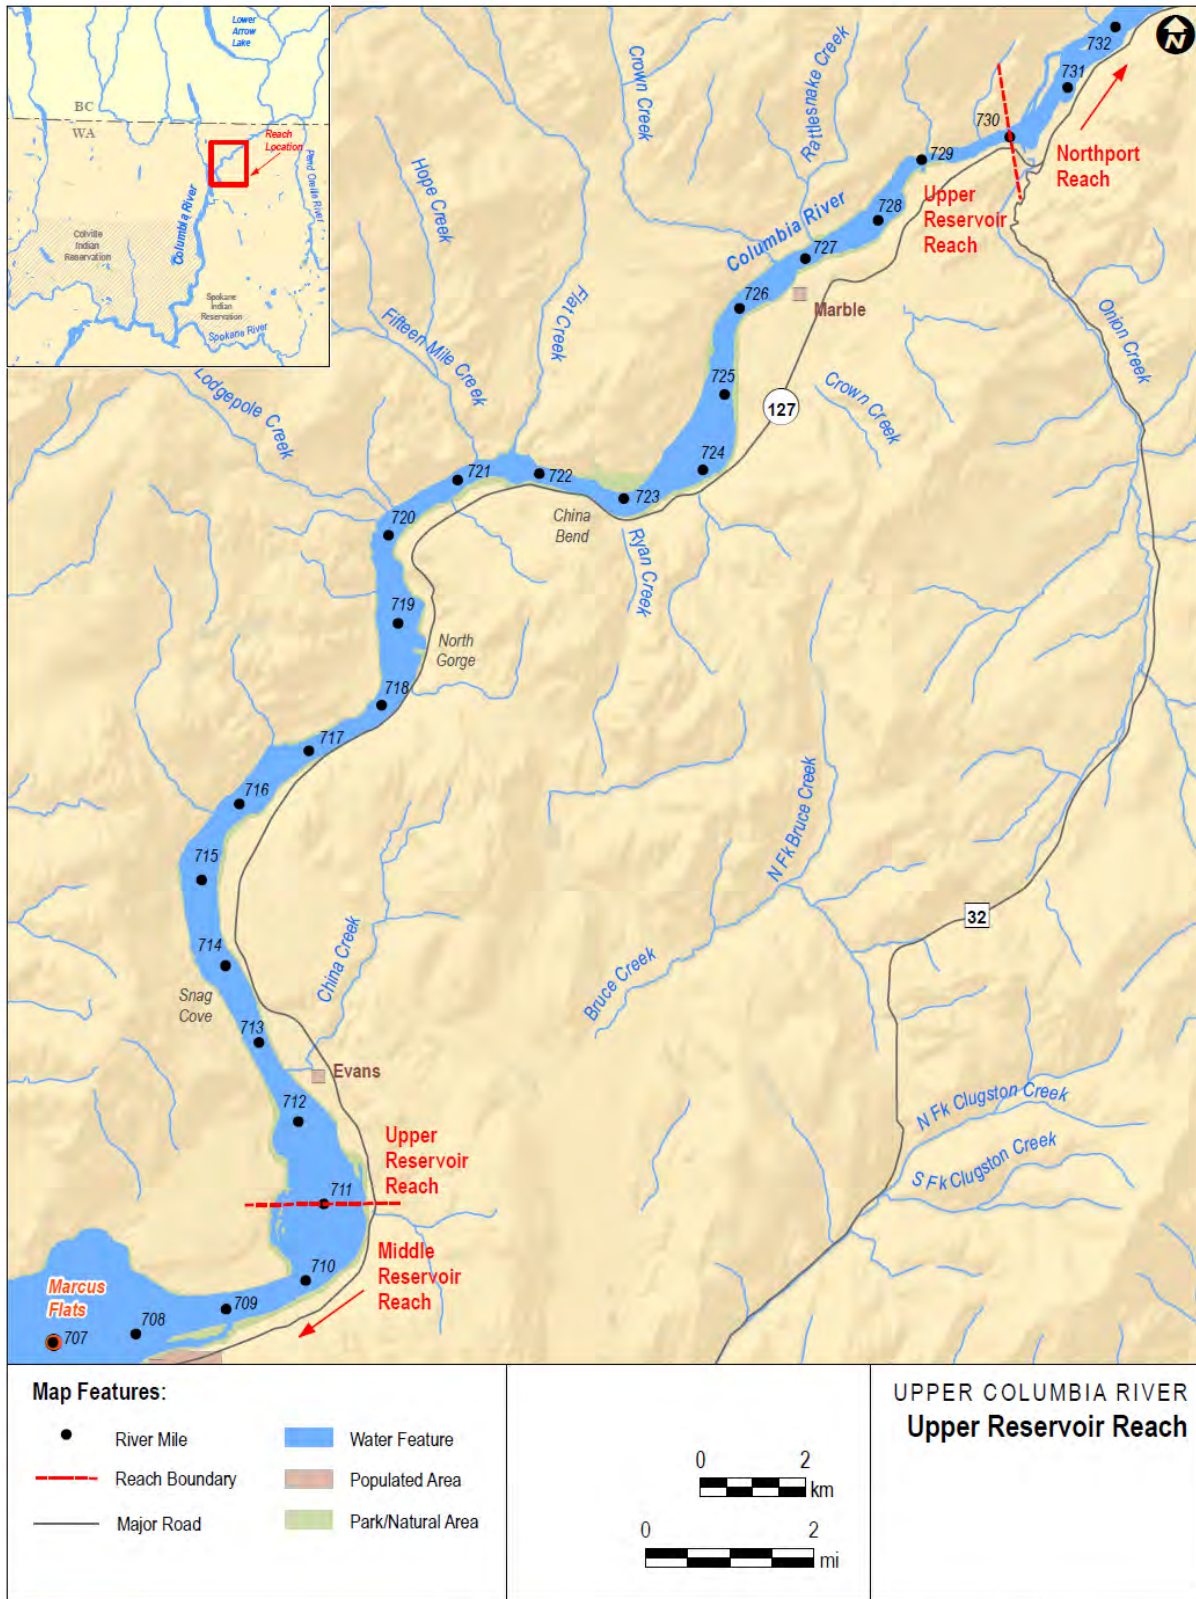 Lower
Arrow
Lake
BC
WA
Reach
Location
Pend Oreille River
Columbia River
Colville
Indian
Reservation
Spokane
Indian
Reservation
Spokane River
N
732
731
730
Northport
Reach
729
Upper
Reservoir
Reach
728
727
726
Marble
Columbia River
Crown Creek
Rattlesnake Creek
Hope Creek
Flat Creek
Fifteen Mile Creek
Lodgepole Creek
Onion Creek
725
127
Crown Creek
724
723
722
721
720
China
Bend
Ryan Creek
719
North
Gorge
718
717
716
715
714
Snag
Cove
713
China Creek
N Fk Bruce Creek
Bruce Creek
32
Evans
712
N Fk Clugston Creek
S Fk Clugston Creek
Upper
Reservoir
Reach
711
Middle
Reservoir
Reach
710
709
708
Marcus
Flats
707
Map Features:
River Mile
Reach Boundary
Major Road
Water Feature
Populated Area
Park/Natural Area
0 2
km
0 2
mi
UPPER COLUMBIA RIVER
Upper Reservoir Reach